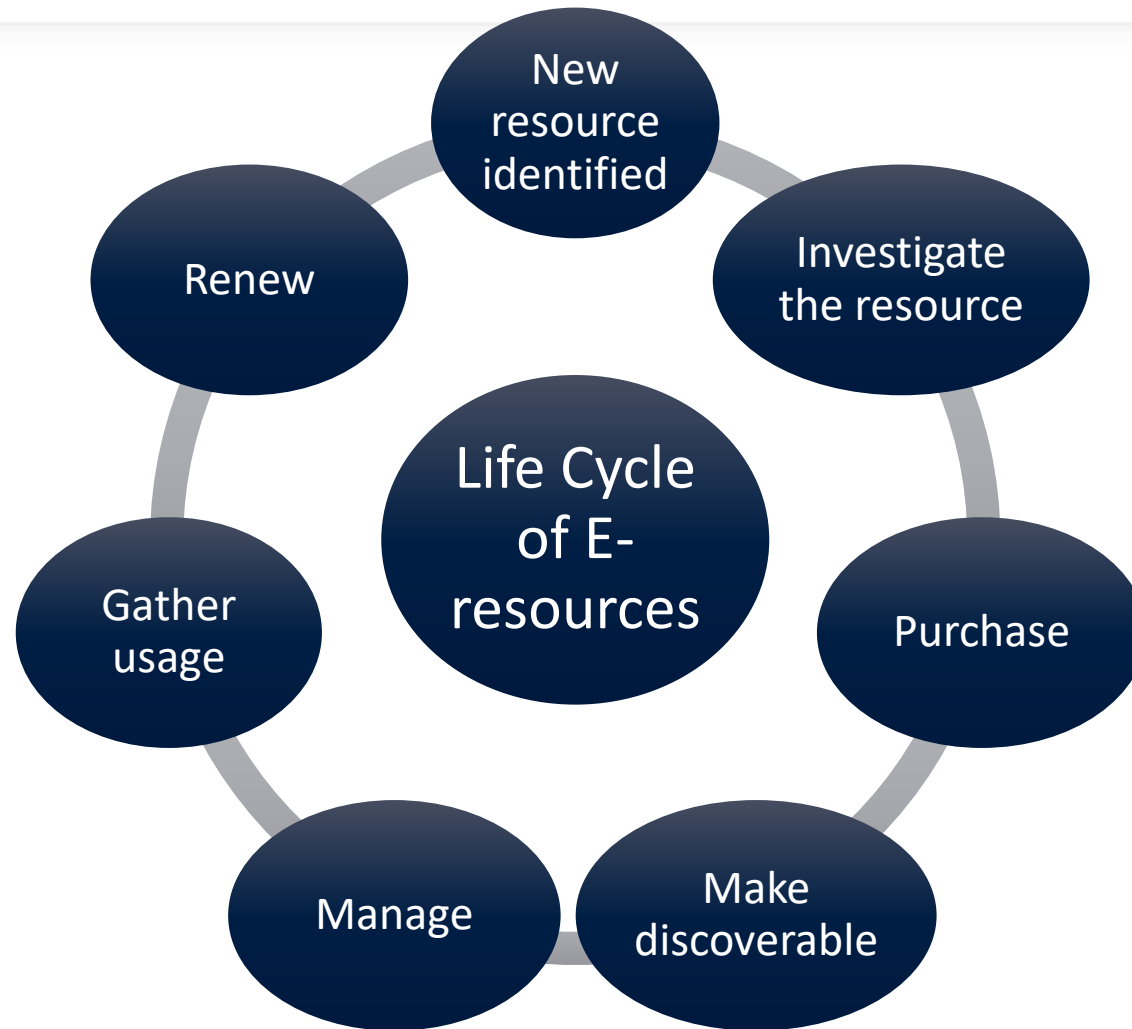 New
resource
identified
Investigate
the resource
Purchase
Make
discoverable
Manage
Gather
usage
Renew
Life Cycle
of E-
resources